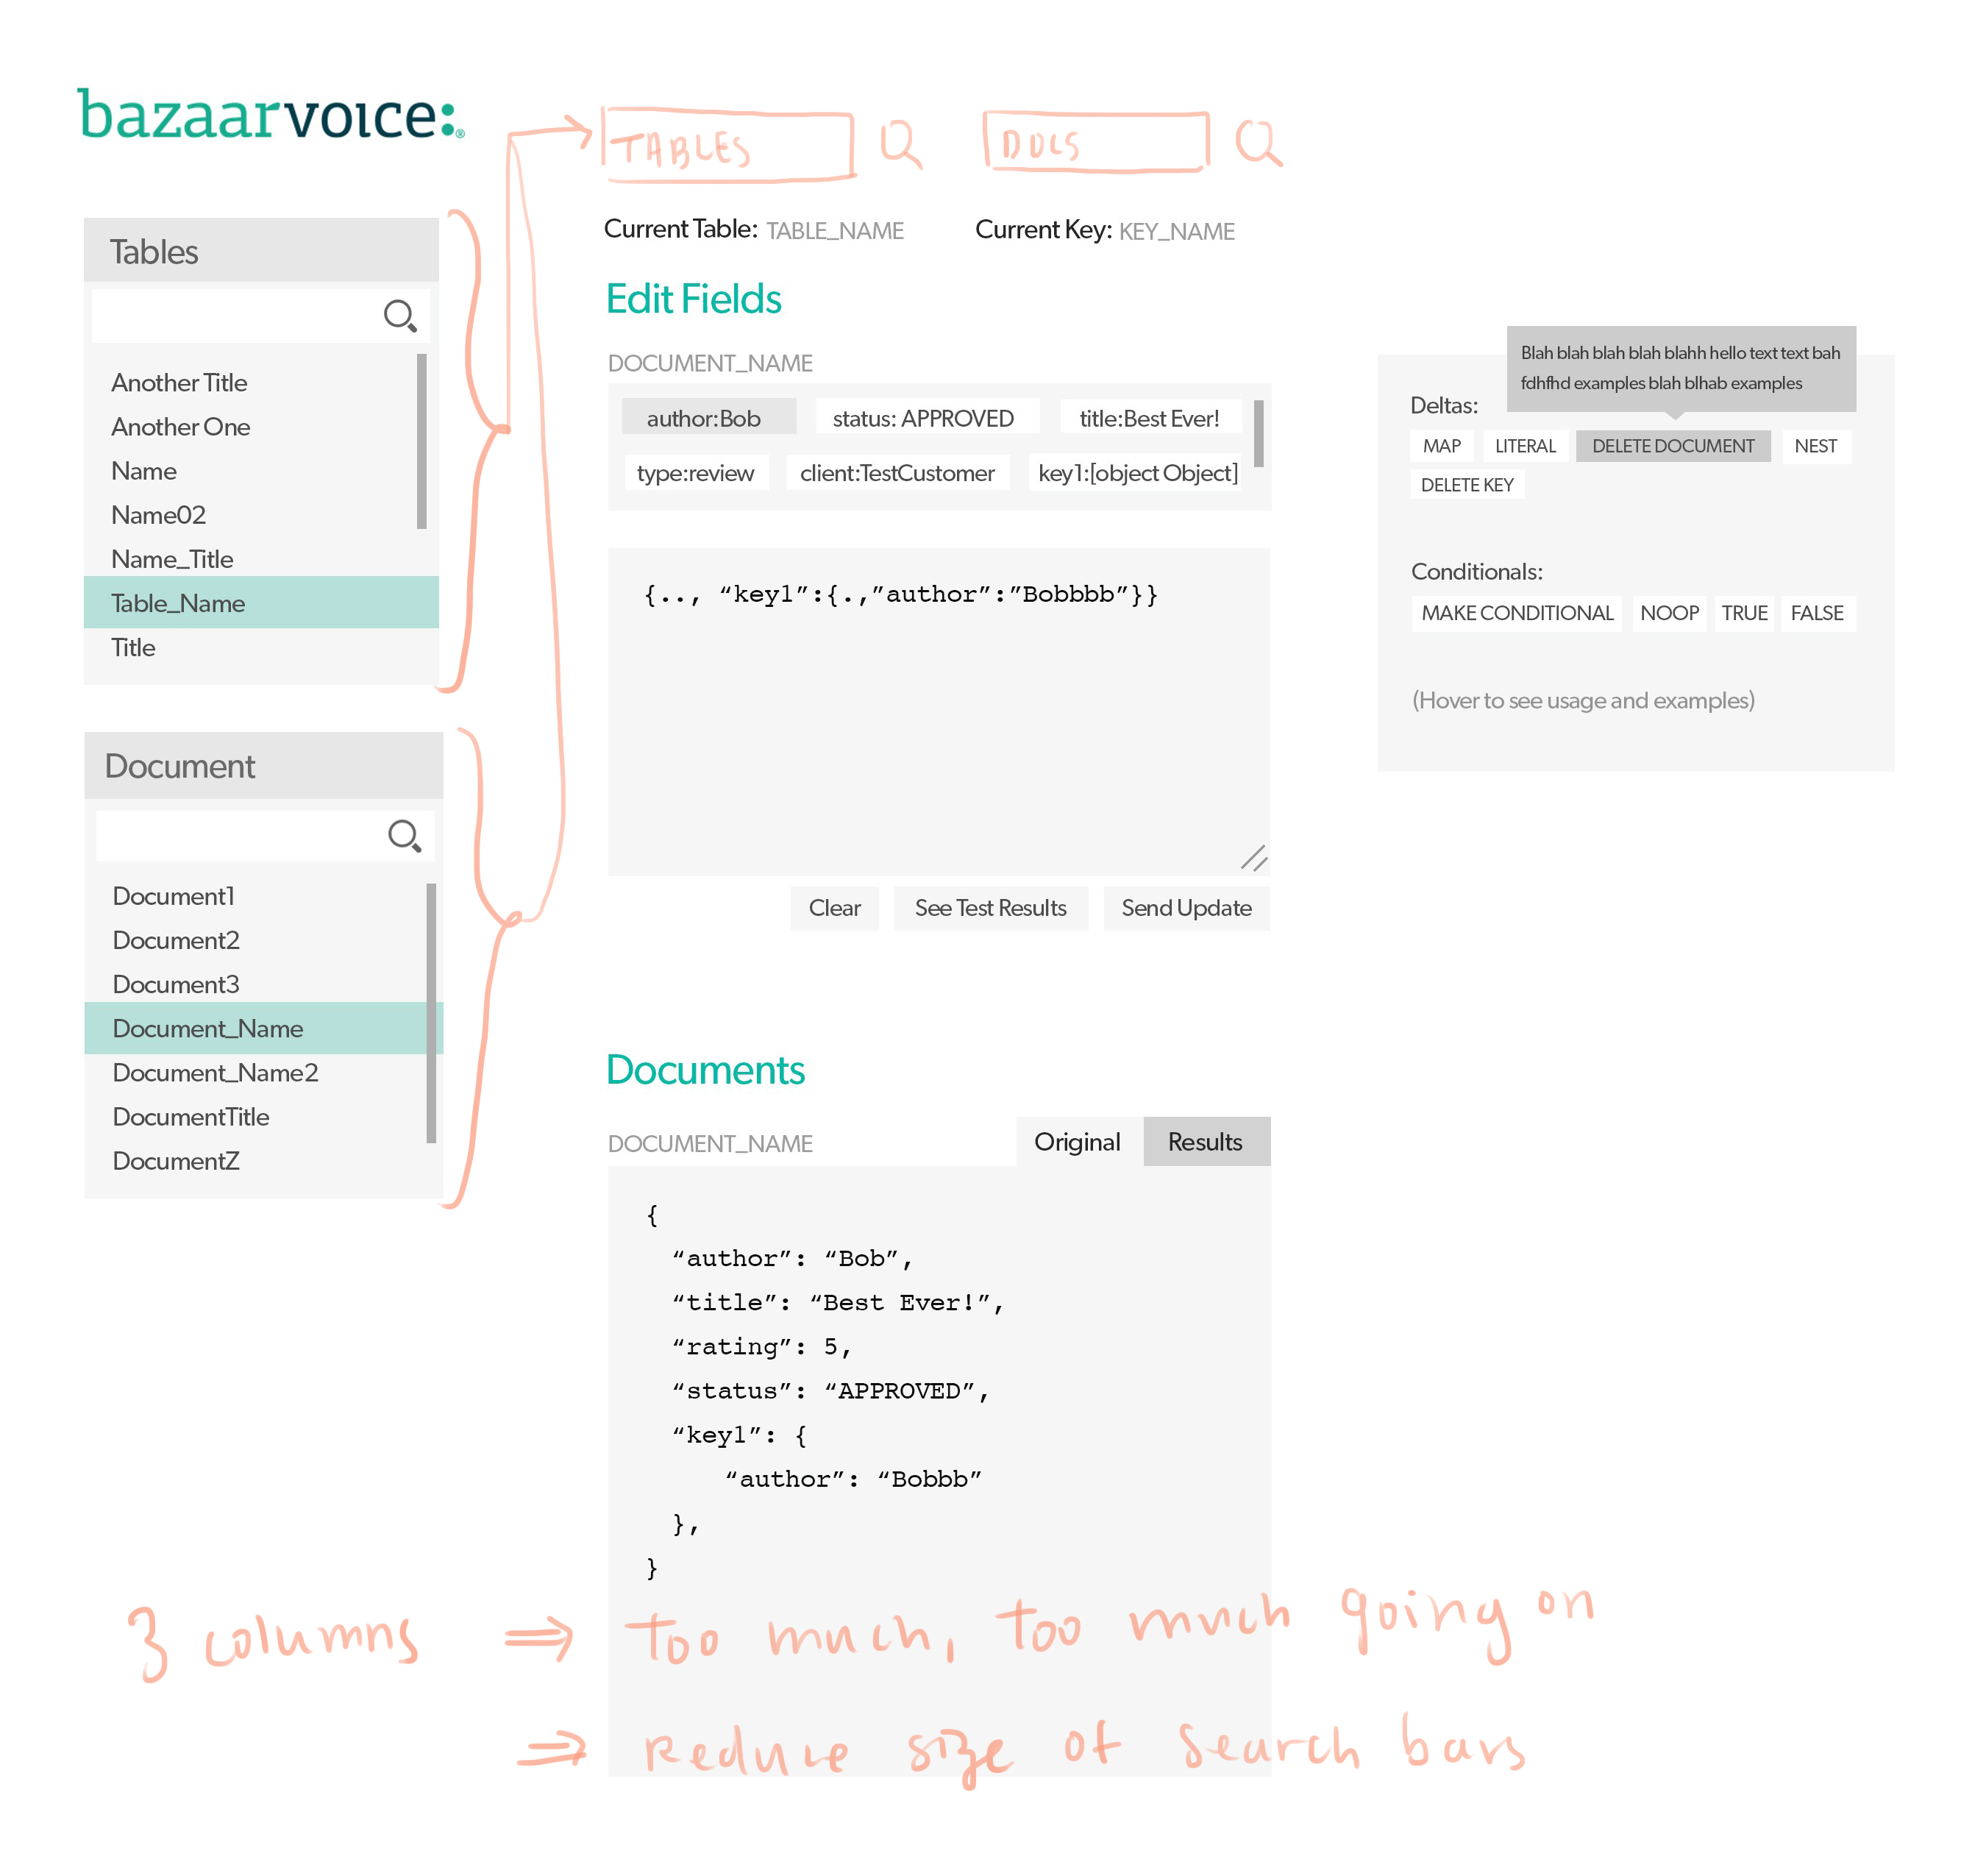 bazaarvoice:®
TABLES
DOCS
Current Table: TABLE_NAME
Current Key: KEY_NAME
Tables
Another Title
Another One
Name
Name02
Name_Title
Table_Name
Title
Document
Document1
Document2
Document3
Document_Name
Document_Name2
DocumentTitle
DocumentZ
Edit Fields
DOCUMENT_NAME
author:Bob
status: APPROVED
title:Best Ever!
type:review
client:TestCustomer
key1:[object Object]
{.., “key1”:{.,”author”:”Bobbbb”}}
Clear
See Test Results
Send Update
Blah blah blah blah blahh hello text text bah
fdhfhd examples blah blhab examples
Deltas:
MAP
LITERAL
DELETE DOCUMENT
NEST
DELETE KEY
Conditionals:
MAKE CONDITIONAL
NOOP
TRUE
FALSE
(Hover to see usage and examples)
Documents
DOCUMENT_NAME
Original
Results
{
“author”: “Bob”,
“title”: “Best Ever!”,
“rating”: 5,
“status”: “APPROVED”,
“key1”: {
“author”: “Bobbb”
},
}
3 columns ⇒ too much, too much going on
⇒ reduce size of search bars